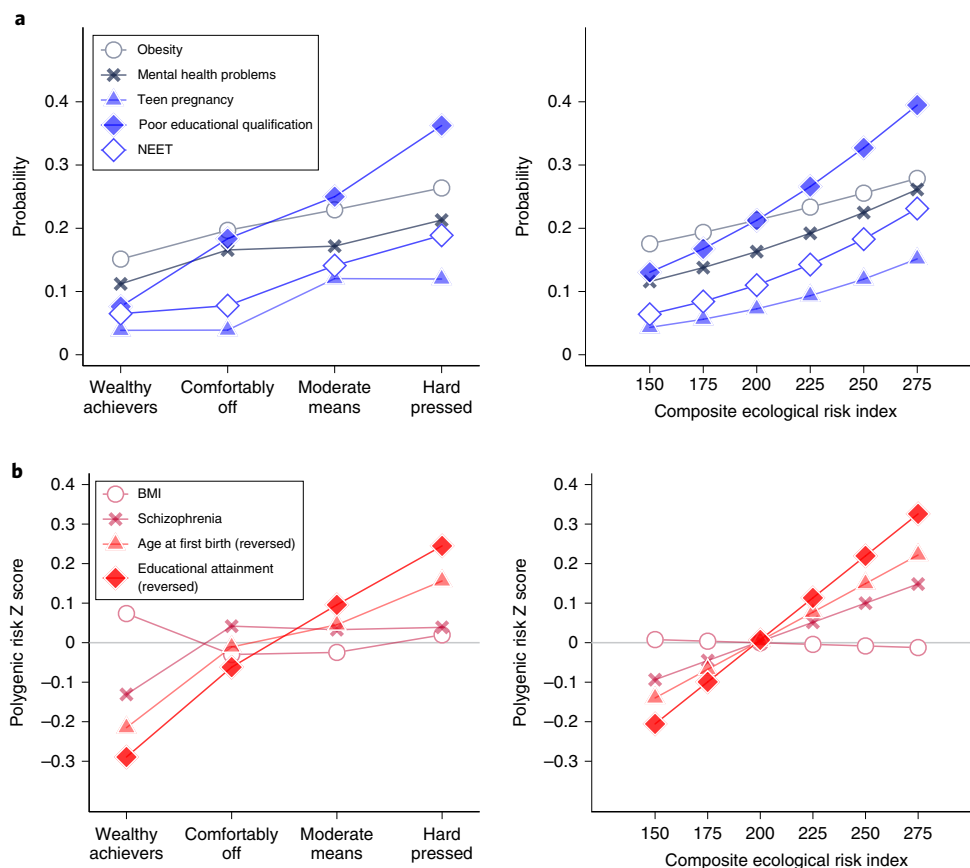 a
Obesity
Mental health problems
Teen pregnancy
Poor educational qualification
NEET
Probability
0.4
0.3
0.2
0.1
0
Wealthy
achievers
Comfortably
off
Moderate
means
Hard
pressed
Probability
0.4
0.3
0.2
0.1
0
150
175
200
225
250
275
Composite ecological risk index
b
BMI
Schizophrenia
Age at first birth (reversed)
Educational attainment
(reversed)
Polygenic risk Z score
0.4
0.3
0.2
0.1
0
–0.1
–0.2
–0.3
Wealthy
achievers
Comfortably
off
Moderate
means
Hard
pressed
Polygenic risk Z score
0.4
0.3
0.2
0.1
0
–0.1
–0.2
–0.3
150
175
200
225
250
275
Composite ecological risk index